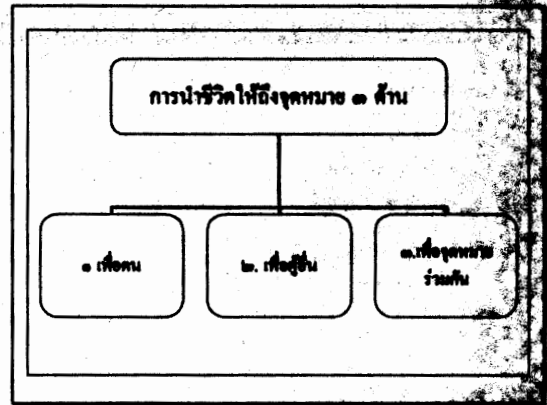 การนำชีวิตให้ถึงจุดหมาย ๓ ด้าน
๑ เพื่อตน
๒. เพื่อผู้อื่น
๓.เพื่อจุดหมาย
ร่วมกัน